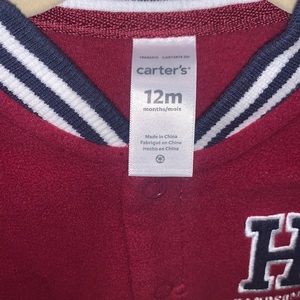 carter's
12m
months/mois
Made in China
Fabriqué en Chine
Hecho en China
H